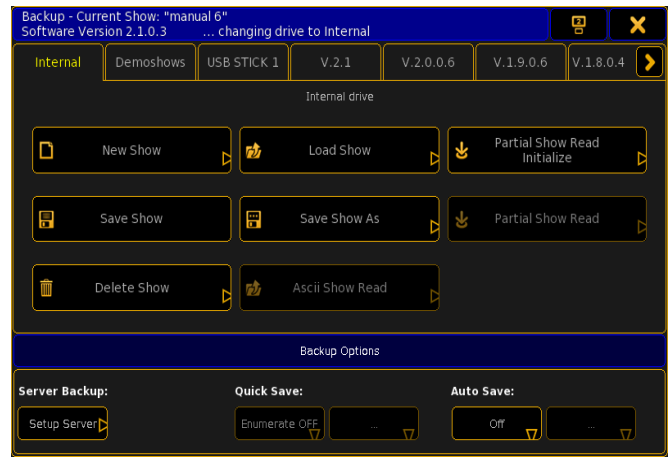 Backup - Current Show: "manual 6"
Software Version 2.1.0.3 ... changing drive to Internal
2
Internal Demoshows USB STICK 1 V.2.1 V.2.0.0.6 V.1.9.0.6 V.1.8.0.4
Internal drive
New Show Load Show Partial Show Read
Initialize
Save Show Save Show As Partial Show Read
Delete Show Ascii Show Read
Backup Options
Server Backup: Quick Save: Auto Save:
Setup Server Enumerate OFF ... Off ...